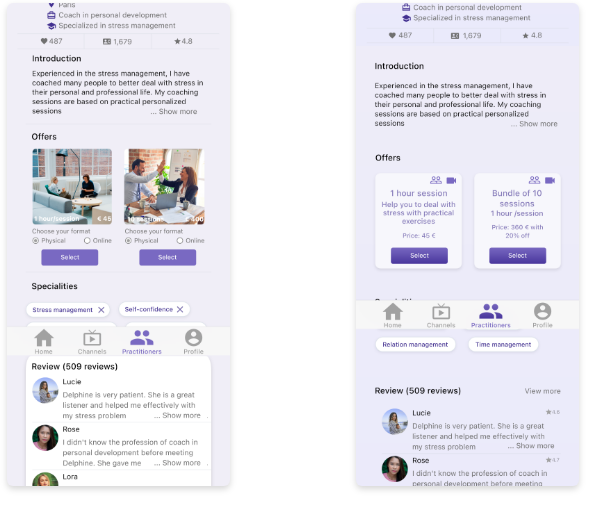 Paris
Coach in personal development
Specialized in stress management
487
1,679
4.8
Introduction
Experienced in the stress management, I have
coached many people to better deal with stress in
their personal and professional life. My coaching
sessions are based on practical personalized
sessions
... Show more
Offers
1 hour/session
€ 45
10 session
€ 400
Choose your format
Physical
Online
Choose your format
Physical
Online
Select
Select
Specialities
Stress management
Self-confidence
Home
Channels
Practitioners
Profile
Review (509 reviews)
Lucie
Delphine is very patient. She is a great
listener and helped me effectively with
my stress problem
... Show more
Rose
I didn't know the profession of coach in
personal development before meeting
Delphine. She gave me
... Show more
Lora
Coach in personal development
Specialized in stress management
487
1,679
4.8
Introduction
Experienced in the stress management, I have
coached many people to better deal with stress in
their personal and professional life. My coaching
sessions are based on practical personalized
sessions
... Show more
Offers
1 hour session
Help you to deal with
stress with practical
exercises
Price: 45 €
Select
Bundle of 10
sessions
1 hour /session
Price: 360 € with
20% off
Select
Home
Channels
Practitioners
Profile
Relation management
Time management
Review (509 reviews)
View more
Lucie
4.6
Delphine is very patient. She is a great
listener and helped me effectively with
my stress problem
... Show more
Rose
4.7
I didn't know the profession of coach in
personal development before meeting